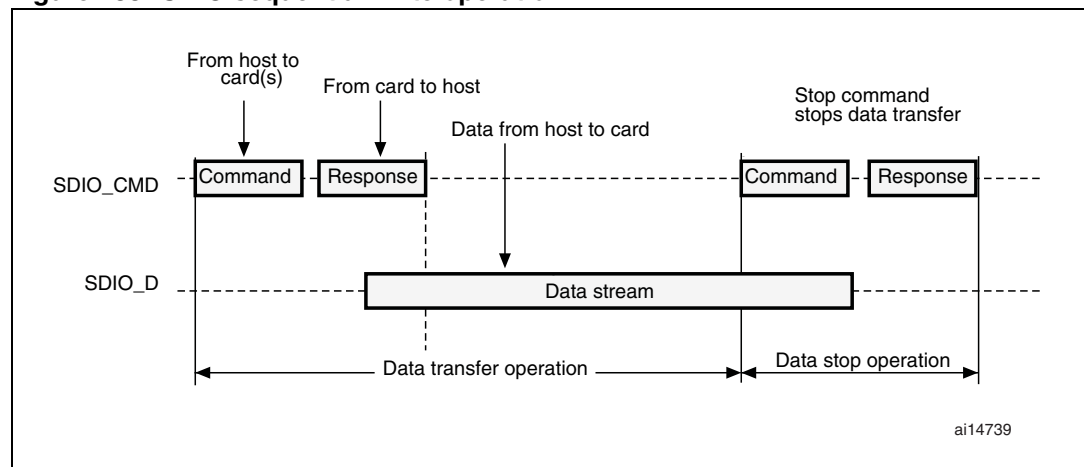 From host to
card(s)
From card to host
Data from host to card
Stop command
stops data transfer
SDIO_CMD
Command
Response
Command
Response
SDIO_D
Data stream
Data transfer operation
Data stop operation
ai14739